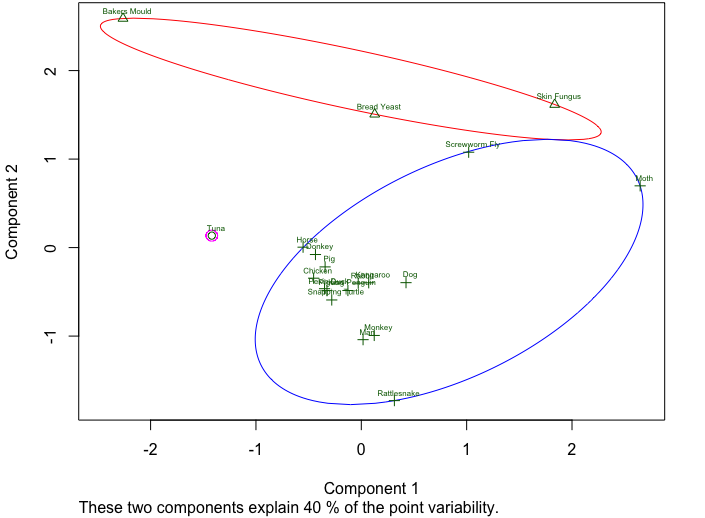 Bakers Mould
Skin Fungus
Bread Yeast
Screwworm Fly
Moth
Tuna
Horse
Donkey
Pig
Chicken
Kangaroo
Dog
Penguin
Snapping Turtle
Monkey
Man
Rattlesnake
2
1
0
-1
Component 2
-2
-1
0
1
2
Component 1
These two components explain 40 % of the point variability.